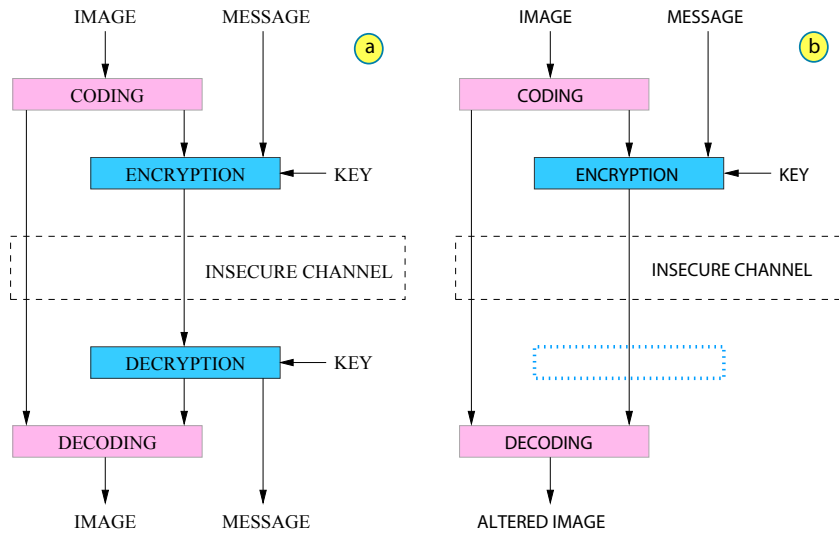 IMAGE MESSAGE
a
CODING
ENCRYPTION
KEY
INSECURE CHANNEL
DECRYPTION
KEY
DECODING
IMAGE MESSAGE
IMAGE MESSAGE
b
CODING
ENCRYPTION
KEY
INSECURE CHANNEL
DECODING
ALTERED IMAGE